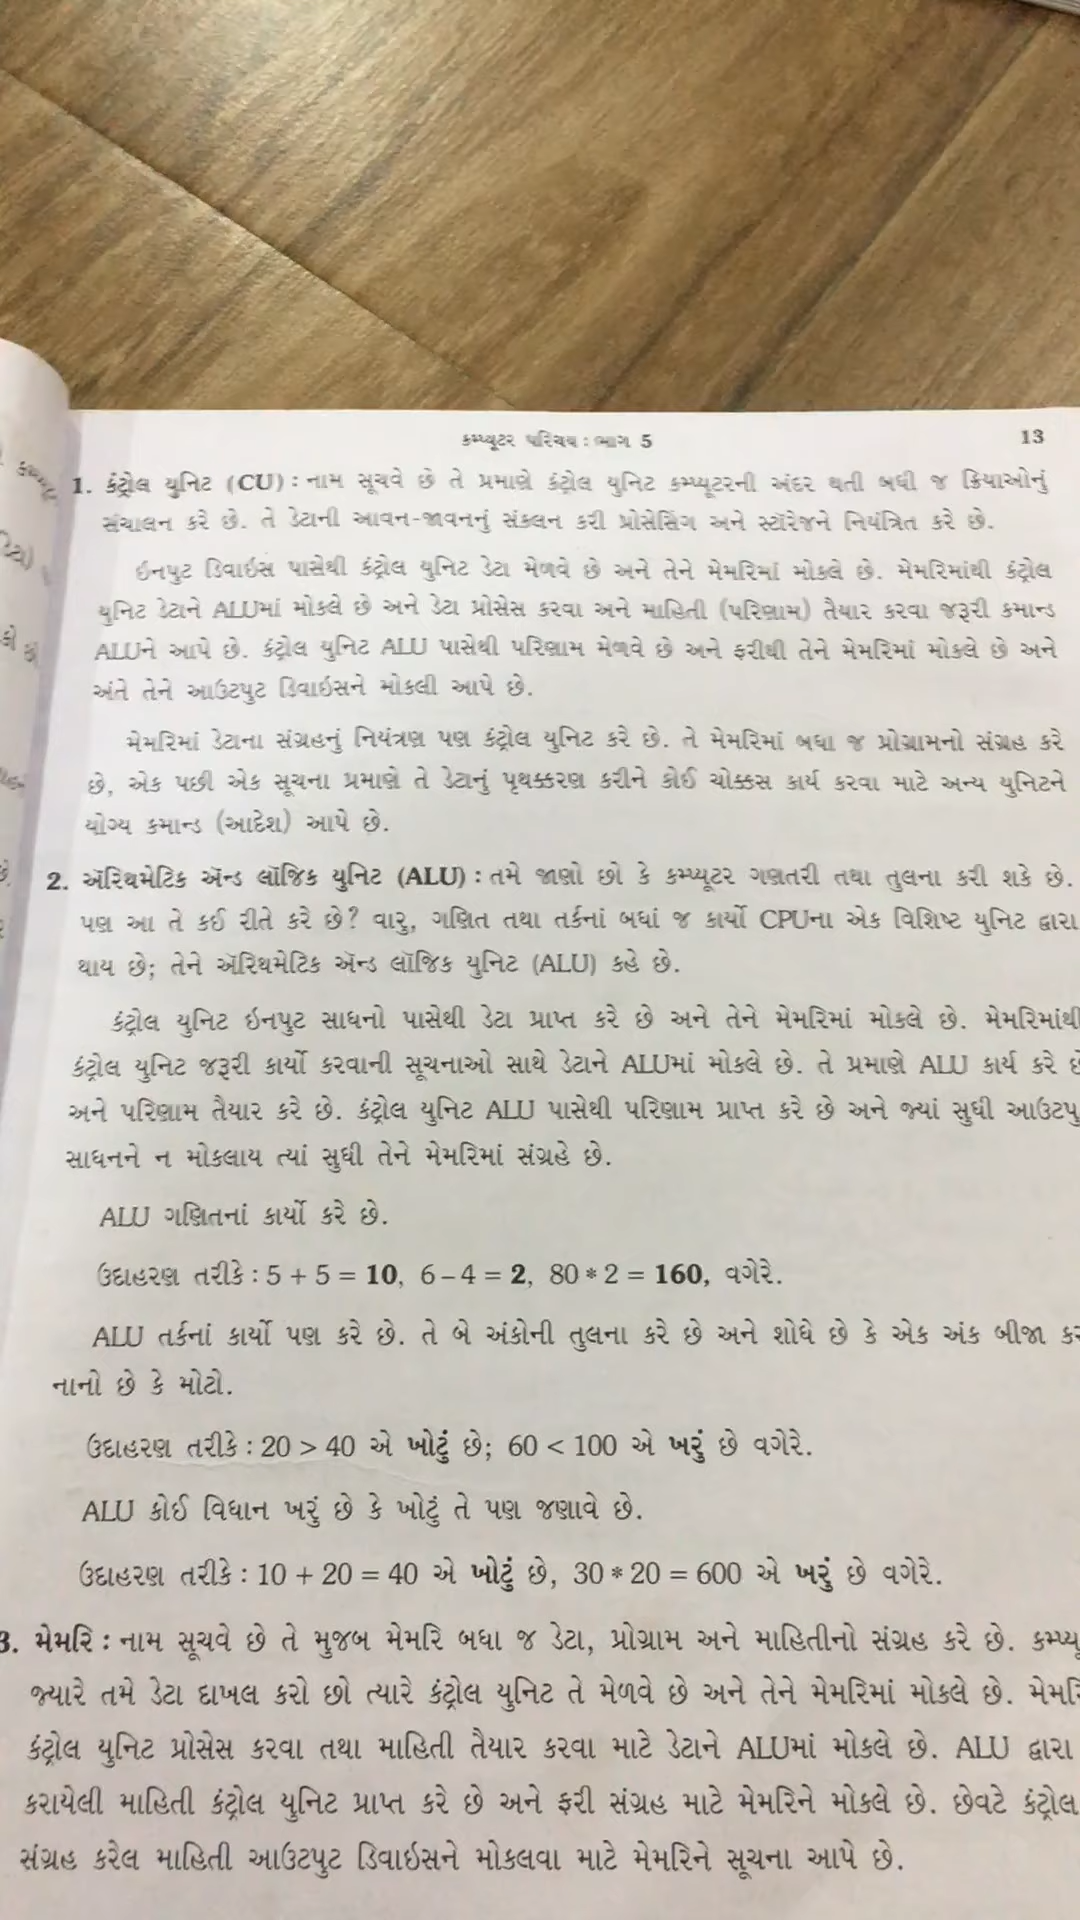 કમ્પ્યૂટર પરિચય : ભાગ 5
13
1. કંટ્રોલ યુનિટ (CU) : નામ સૂચવે છે તે પ્રમાણે કંટ્રોલ યુનિટ કમ્પ્યૂટરની અંદર થતી બધી જ ક્રિયાઓનું
સંચાલન કરે છે. તે ડેટાની આવન-જાવનનું સંકલન કરી પ્રોસેસિંગ અને સ્ટૉરેજને નિયંત્રિત કરે છે.
ઇનપુટ ડિવાઇસ પાસેથી કંટ્રોલ યુનિટ ડેટા મેળવે છે અને તેને મેમરિમાં મોકલે છે. મેમરિમાંથી કંટ્રોલ
યુનિટ ડેટાને ALUમાં મોકલે છે અને ડેટા પ્રોસેસ કરવા અને માહિતી (પરિણામ) તૈયાર કરવા જરૂરી કમાન્ડ
ALUને આપે છે. કંટ્રોલ યુનિટ ALU પાસેથી પરિણામ મેળવે છે અને ફરીથી તેને મેમરિમાં મોકલે છે અને
અંતે તેને આઉટપુટ ડિવાઇસને મોકલી આપે છે.
મેમરિમાં ડેટાના સંગ્રહનું નિયંત્રણ પણ કંટ્રોલ યુનિટ કરે છે. તે મેમરિમાં બધા જ પ્રોગ્રામનો સંગ્રહ કરે
છે, એક પછી એક સૂચના પ્રમાણે તે ડેટાનું પૃથક્કરણ કરીને કોઈ ચોક્કસ કાર્ય કરવા માટે અન્ય યુનિટને
યોગ્ય કમાન્ડ (આદેશ) આપે છે.
2. ઍરિથમેટિક ઍન્ડ લૉજિક યુનિટ (ALU) : તમે જાણો છો કે કમ્પ્યૂટર ગણતરી તથા તુલના કરી શકે છે.
પણ આ તે કઈ રીતે કરે છે? વારુ, ગણિત તથા તર્કનાં બધાં જ કાર્યો CPUના એક વિશિષ્ટ યુનિટ દ્વારા
થાય છે; તેને ઍરિથમેટિક ઍન્ડ લૉજિક યુનિટ (ALU) કહે છે.
કંટ્રોલ યુનિટ ઇનપુટ સાધનો પાસેથી ડેટા પ્રાપ્ત કરે છે અને તેને મેમરિમાં મોકલે છે. મેમરિમાંથી
કંટ્રોલ યુનિટ જરૂરી કાર્યો કરવાની સૂચનાઓ સાથે ડેટાને ALUમાં મોકલે છે. તે પ્રમાણે ALU કાર્ય કરે છે
અને પરિણામ તૈયાર કરે છે. કંટ્રોલ યુનિટ ALU પાસેથી પરિણામ પ્રાપ્ત કરે છે અને જ્યાં સુધી આઉટપુ
સાધનને ન મોકલાય ત્યાં સુધી તેને મેમરિમાં સંગ્રહે છે.
ALU ગણિતનાં કાર્યો કરે છે.
ઉદાહરણ તરીકે : 5 + 5 = 10, 6 – 4 = 2, 80 * 2 = 160, વગેરે.
ALU તર્કનાં કાર્યો પણ કરે છે. તે બે અંકોની તુલના કરે છે અને શોધે છે કે એક અંક બીજા કર
નાનો છે કે મોટો.
ઉદાહરણ તરીકે : 20 > 40 એ ખોટું છે; 60 < 100 એ ખરું છે વગેરે.
ALU કોઈ વિધાન ખરું છે કે ખોટું તે પણ જણાવે છે.
ઉદાહરણ તરીકે : 10 + 20 = 40 એ ખોટું છે, 30 * 20 = 600 એ ખરું છે વગેરે.
3. મેમરિ : નામ સૂચવે છે તે મુજબ મેમરિ બધા જ ડેટા, પ્રોગ્રામ અને માહિતીનો સંગ્રહ કરે છે. કમ્પ્યૂ
જ્યારે તમે ડેટા દાખલ કરો છો ત્યારે કંટ્રોલ યુનિટ તે મેળવે છે અને તેને મેમરિમાં મોકલે છે. મેમરિ
કંટ્રોલ યુનિટ પ્રોસેસ કરવા તથા માહિતી તૈયાર કરવા માટે ડેટાને ALUમાં મોકલે છે. ALU દ્વારા
કરાયેલી માહિતી કંટ્રોલ યુનિટ પ્રાપ્ત કરે છે અને ફરી સંગ્રહ માટે મેમરિને મોકલે છે. છેવટે કંટ્રોલ
સંગ્રહ કરેલ માહિતી આઉટપુટ ડિવાઇસને મોકલવા માટે મેમરિને સૂચના આપે છે.